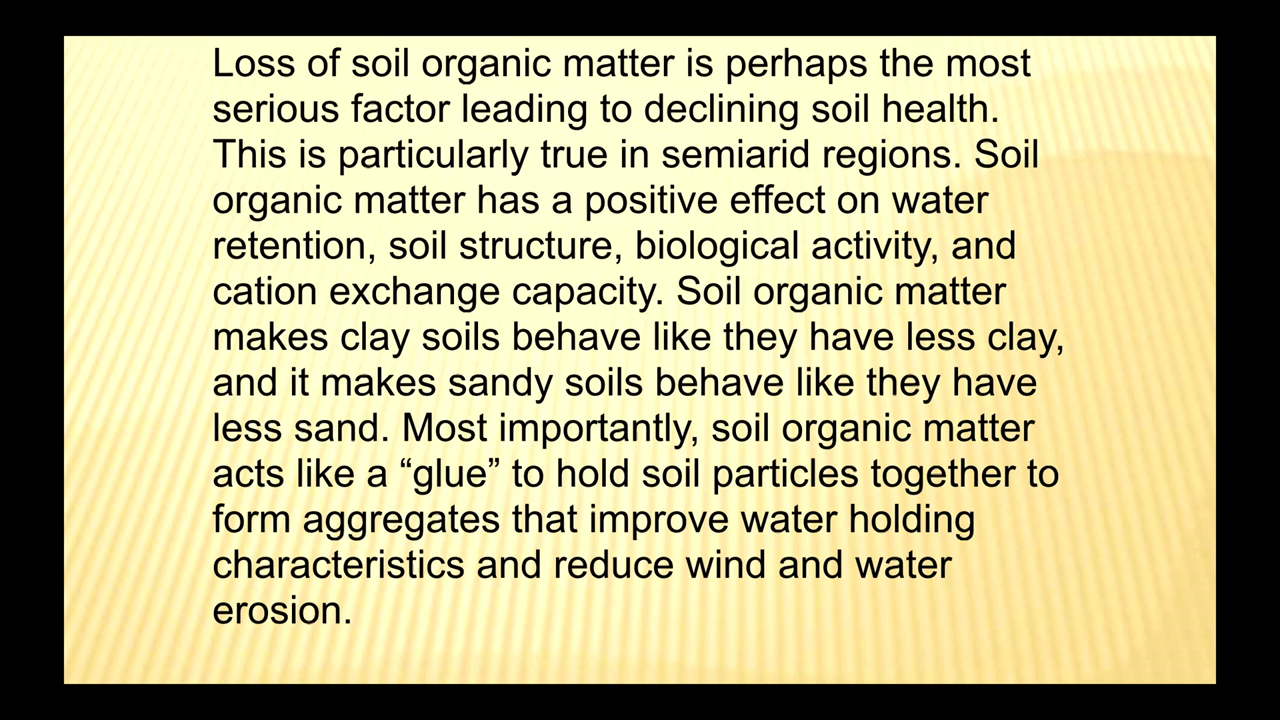 Loss of soil organic matter is perhaps the most
serious factor leading to declining soil health.
This is particularly true in semiarid regions. Soil
organic matter has a positive effect on water
retention, soil structure, biological activity, and
cation exchange capacity. Soil organic matter
makes clay soils behave like they have less clay,
and it makes sandy soils behave like they have
less sand. Most importantly, soil organic matter
acts like a “glue” to hold soil particles together to
form aggregates that improve water holding
characteristics and reduce wind and water
erosion.